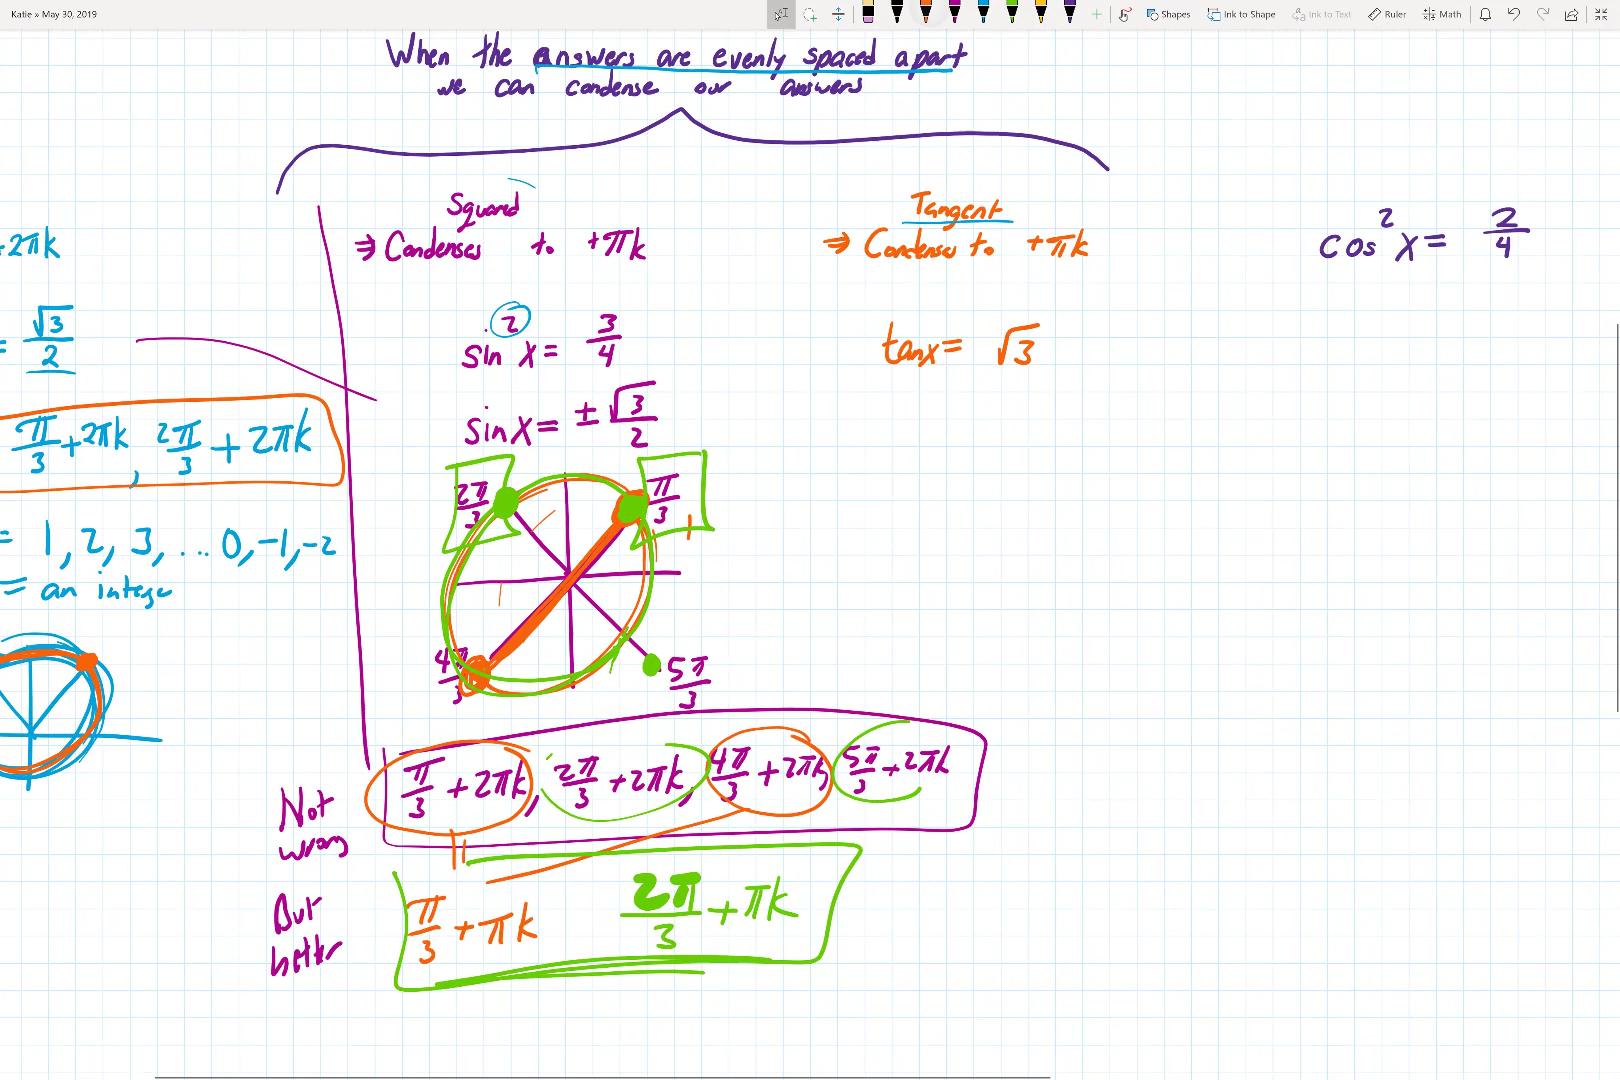 Katie » May 30, 2019
Shapes Ink to Shape Ink to Text Ruler Math
When the answers are evenly spaced apart
we can condense our answers
Squared
⇒ Condenses to +πk
Tangent
⇒ Condenses to +πk
cos²x = 2/4
+2πk
= √3/2
π/3 + 2πk, 2π/3 + 2πk
= 1, 2, 3, ... 0, -1, -2
= an integer
sin²x = 3/4
sin x = ± √3/2
tan x = √3
2π/3 π/3
4π/3 5π/3
π/3 + 2πk, 2π/3 + 2πk, 4π/3 + 2πk, 5π/3 + 2πk
Not
wrong
But
better
π/3 + πk 2π/3 + πk